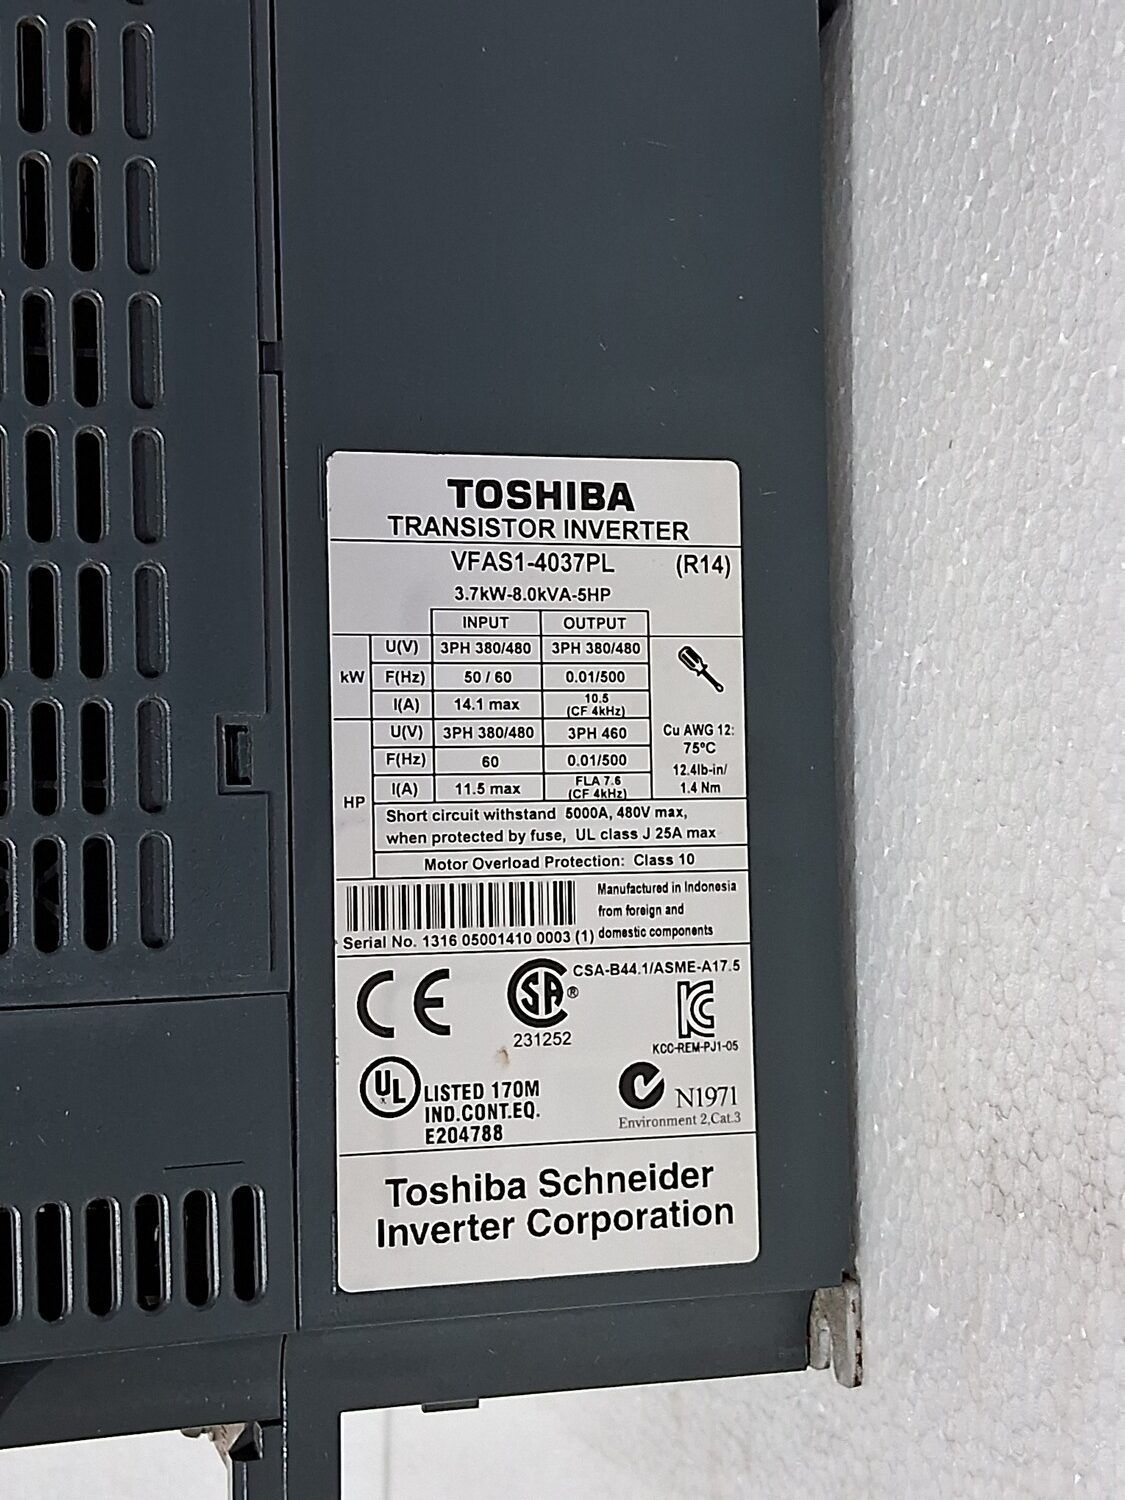 TOSHIBA
TRANSISTOR INVERTER
VFAS1-4037PL (R14)
3.7kW-8.0kVA-5HP
INPUT OUTPUT
kW U(V) 3PH 380/480 3PH 380/480
F(Hz) 50 / 60 0.01/500
I(A) 14.1 max 10.5 (CF 4kHz)
HP U(V) 3PH 380/480 3PH 460
F(Hz) 60 0.01/500
I(A) 11.5 max FLA 7.6 (CF 4kHz)
Cu AWG 12:
75°C
12.4lb-in/
1.4 Nm
Short circuit withstand 5000A, 480V max,
when protected by fuse, UL class J 25A max
Motor Overload Protection: Class 10
Manufactured in Indonesia
from foreign and
domestic components
Serial No. 1316 05001410 0003 (1)
CE
SA ®
231252
CSA-B44.1/ASME-A17.5
KC
KCC-REM-PJ1-05
UL LISTED 170M
IND.CONT.EQ.
E204788
N1971
Environment 2,Cat.3
Toshiba Schneider
Inverter Corporation